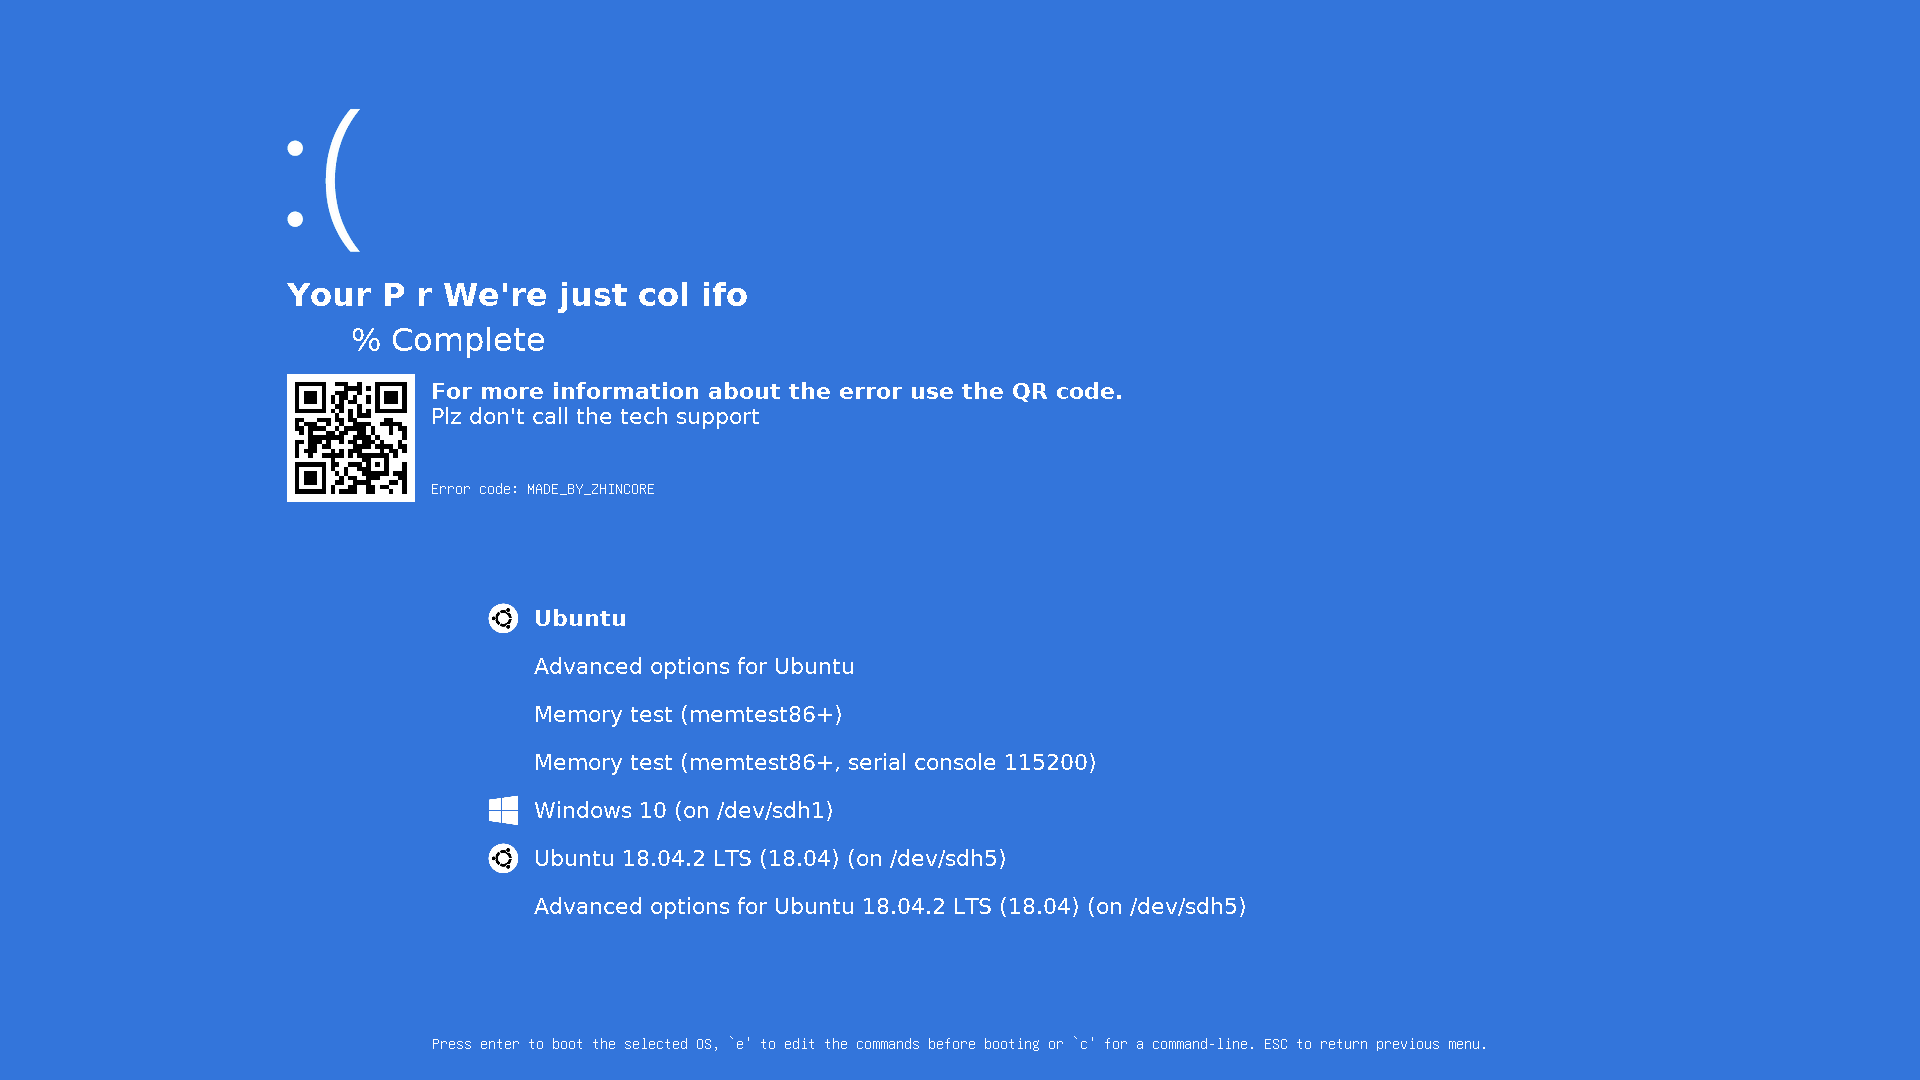 :(
Your P r We're just col ifo
% Complete
For more information about the error use the QR code.
Plz don't call the tech support
Error code: MADE_BY_ZHINCORE
Ubuntu
Advanced options for Ubuntu
Memory test (memtest86+)
Memory test (memtest86+, serial console 115200)
Windows 10 (on /dev/sdh1)
Ubuntu 18.04.2 LTS (18.04) (on /dev/sdh5)
Advanced options for Ubuntu 18.04.2 LTS (18.04) (on /dev/sdh5)
Press enter to boot the selected OS, `e' to edit the commands before booting or `c' for a command-line. ESC to return previous menu.